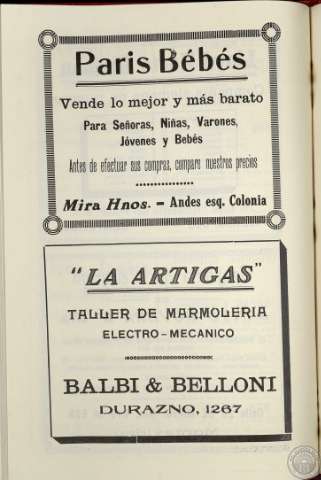 Paris Bébés
Vende lo mejor y más barato
Para Señoras, Niñas, Varones,
Jóvenes y Bebés
Antes de efectuar sus compras, compare nuestros precios
Mira Hnos. - Andes esq. Colonia
"LA ARTIGAS"
TALLER DE MARMOLERIA
ELECTRO-MECANICO
BALBI & BELLONI
DURAZNO, 1267